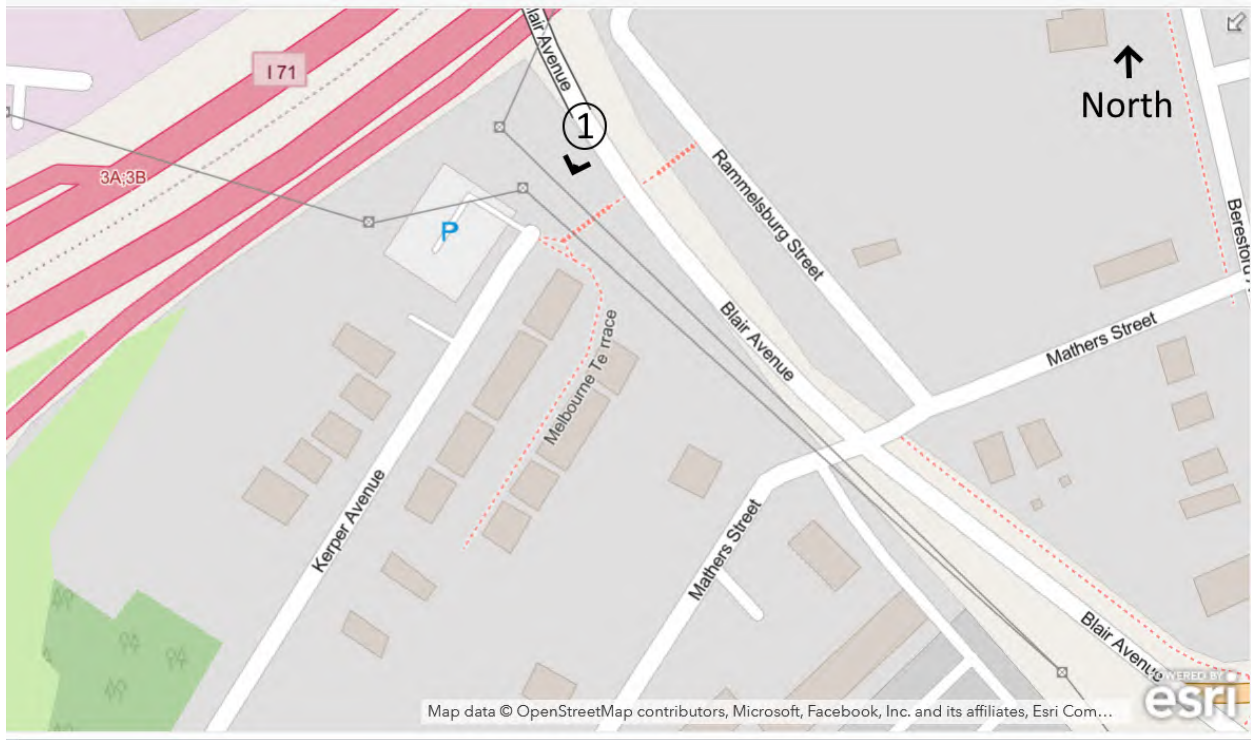 Blair Avenue
I 71
1
North
3A;3B
P
Rammelsburg Street
Mathers Street
Blair Avenue
Melbourne Te rrace
Kerper Avenue
Mathers Street
Blair Avenue
POWERED BY
esri
Map data © OpenStreetMap contributors, Microsoft, Facebook, Inc. and its affiliates, Esri Com...